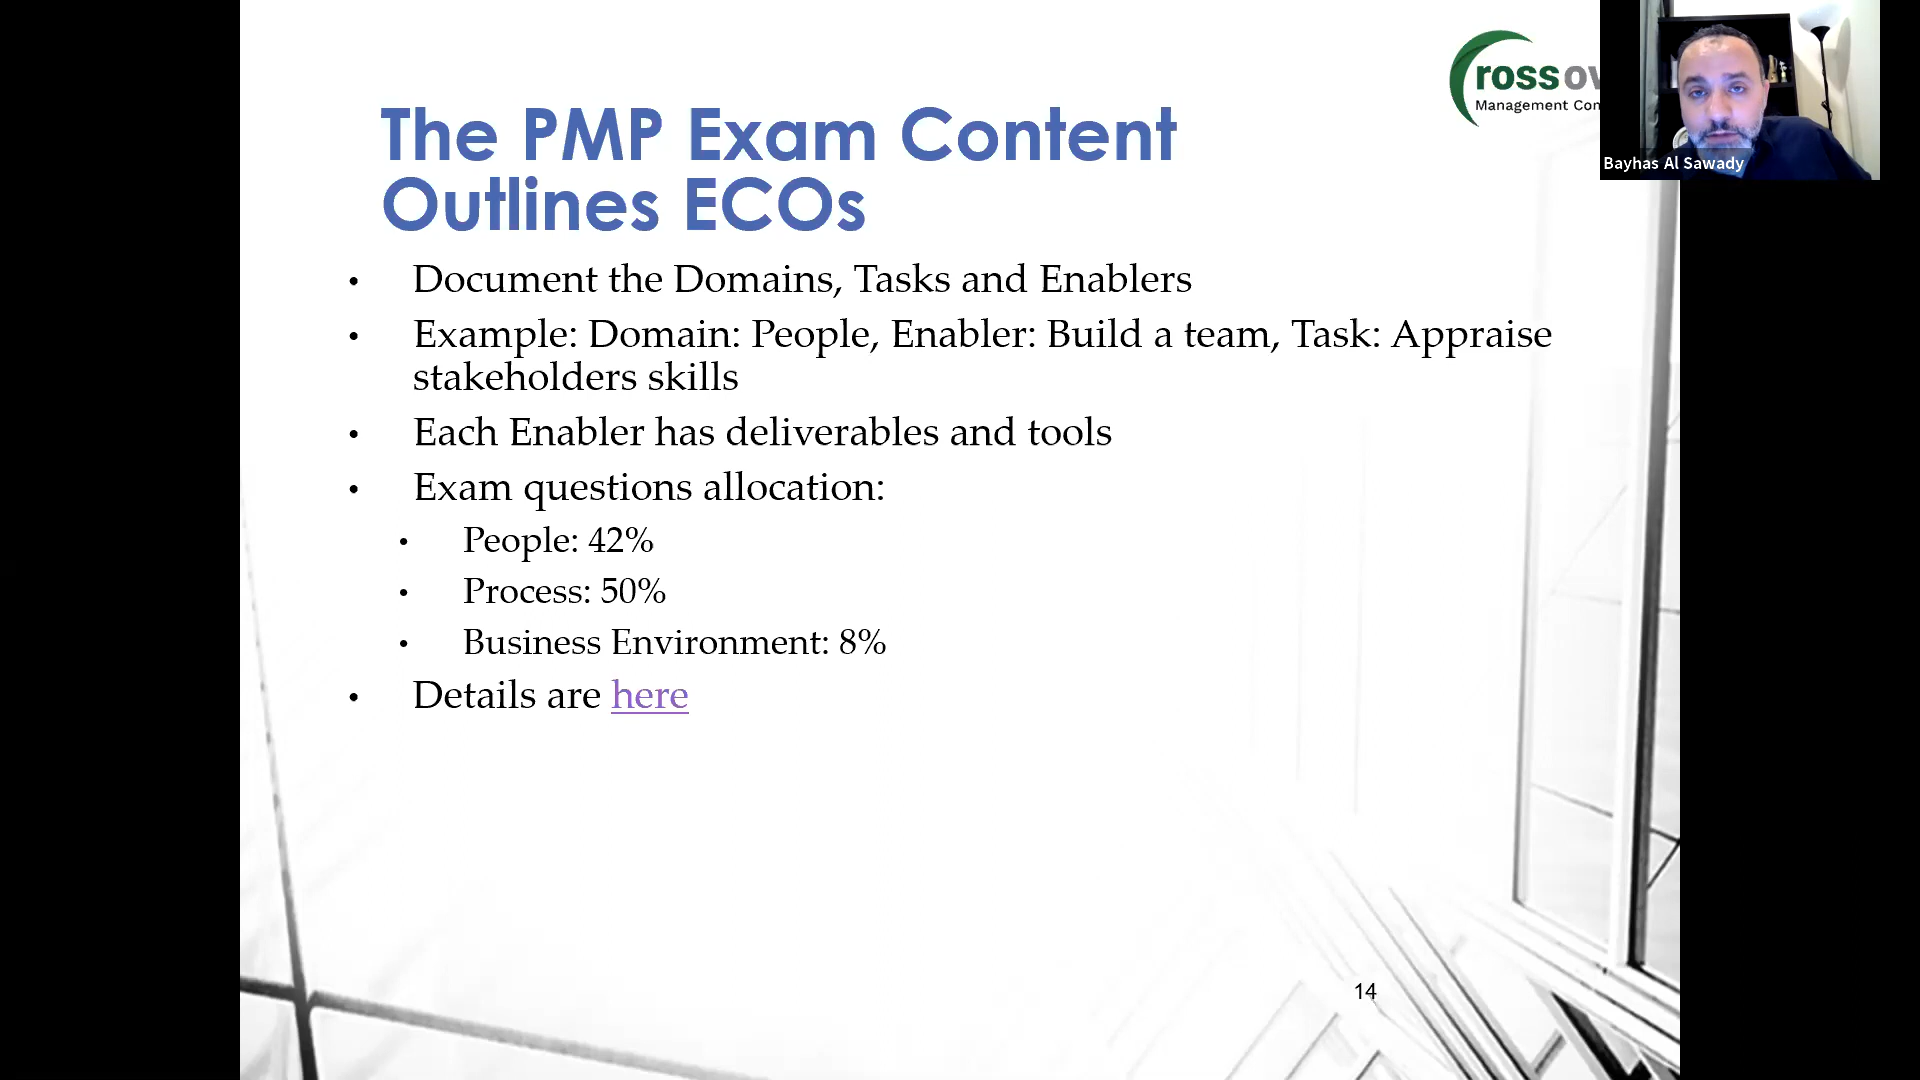 ross ov
Management Con
Bayhas Al Sawady
The PMP Exam Content
Outlines ECOs
• Document the Domains, Tasks and Enablers
• Example: Domain: People, Enabler: Build a team, Task: Appraise
stakeholders skills
• Each Enabler has deliverables and tools
• Exam questions allocation:
• People: 42%
• Process: 50%
• Business Environment: 8%
• Details are here
14